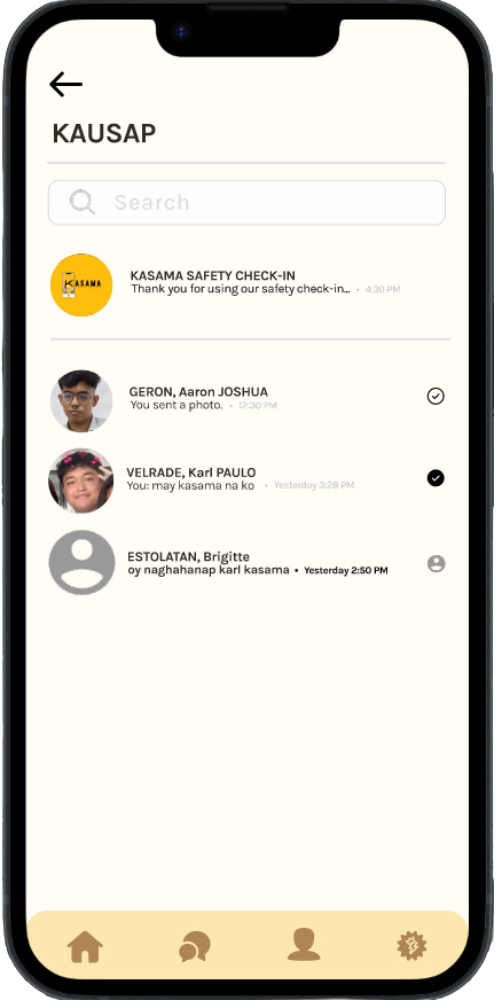 KAUSAP
Search
KASAMA
KASAMA SAFETY CHECK-IN
Thank you for using our safety check-in... • 4:30 PM
GERON, Aaron JOSHUA
You sent a photo. • 12:30 PM
VELRADE, Karl PAULO
You: may kasama na ko • Yesterday 3:28 PM
ESTOLATAN, Brigitte
oy naghahanap karl kasama • Yesterday 2:50 PM